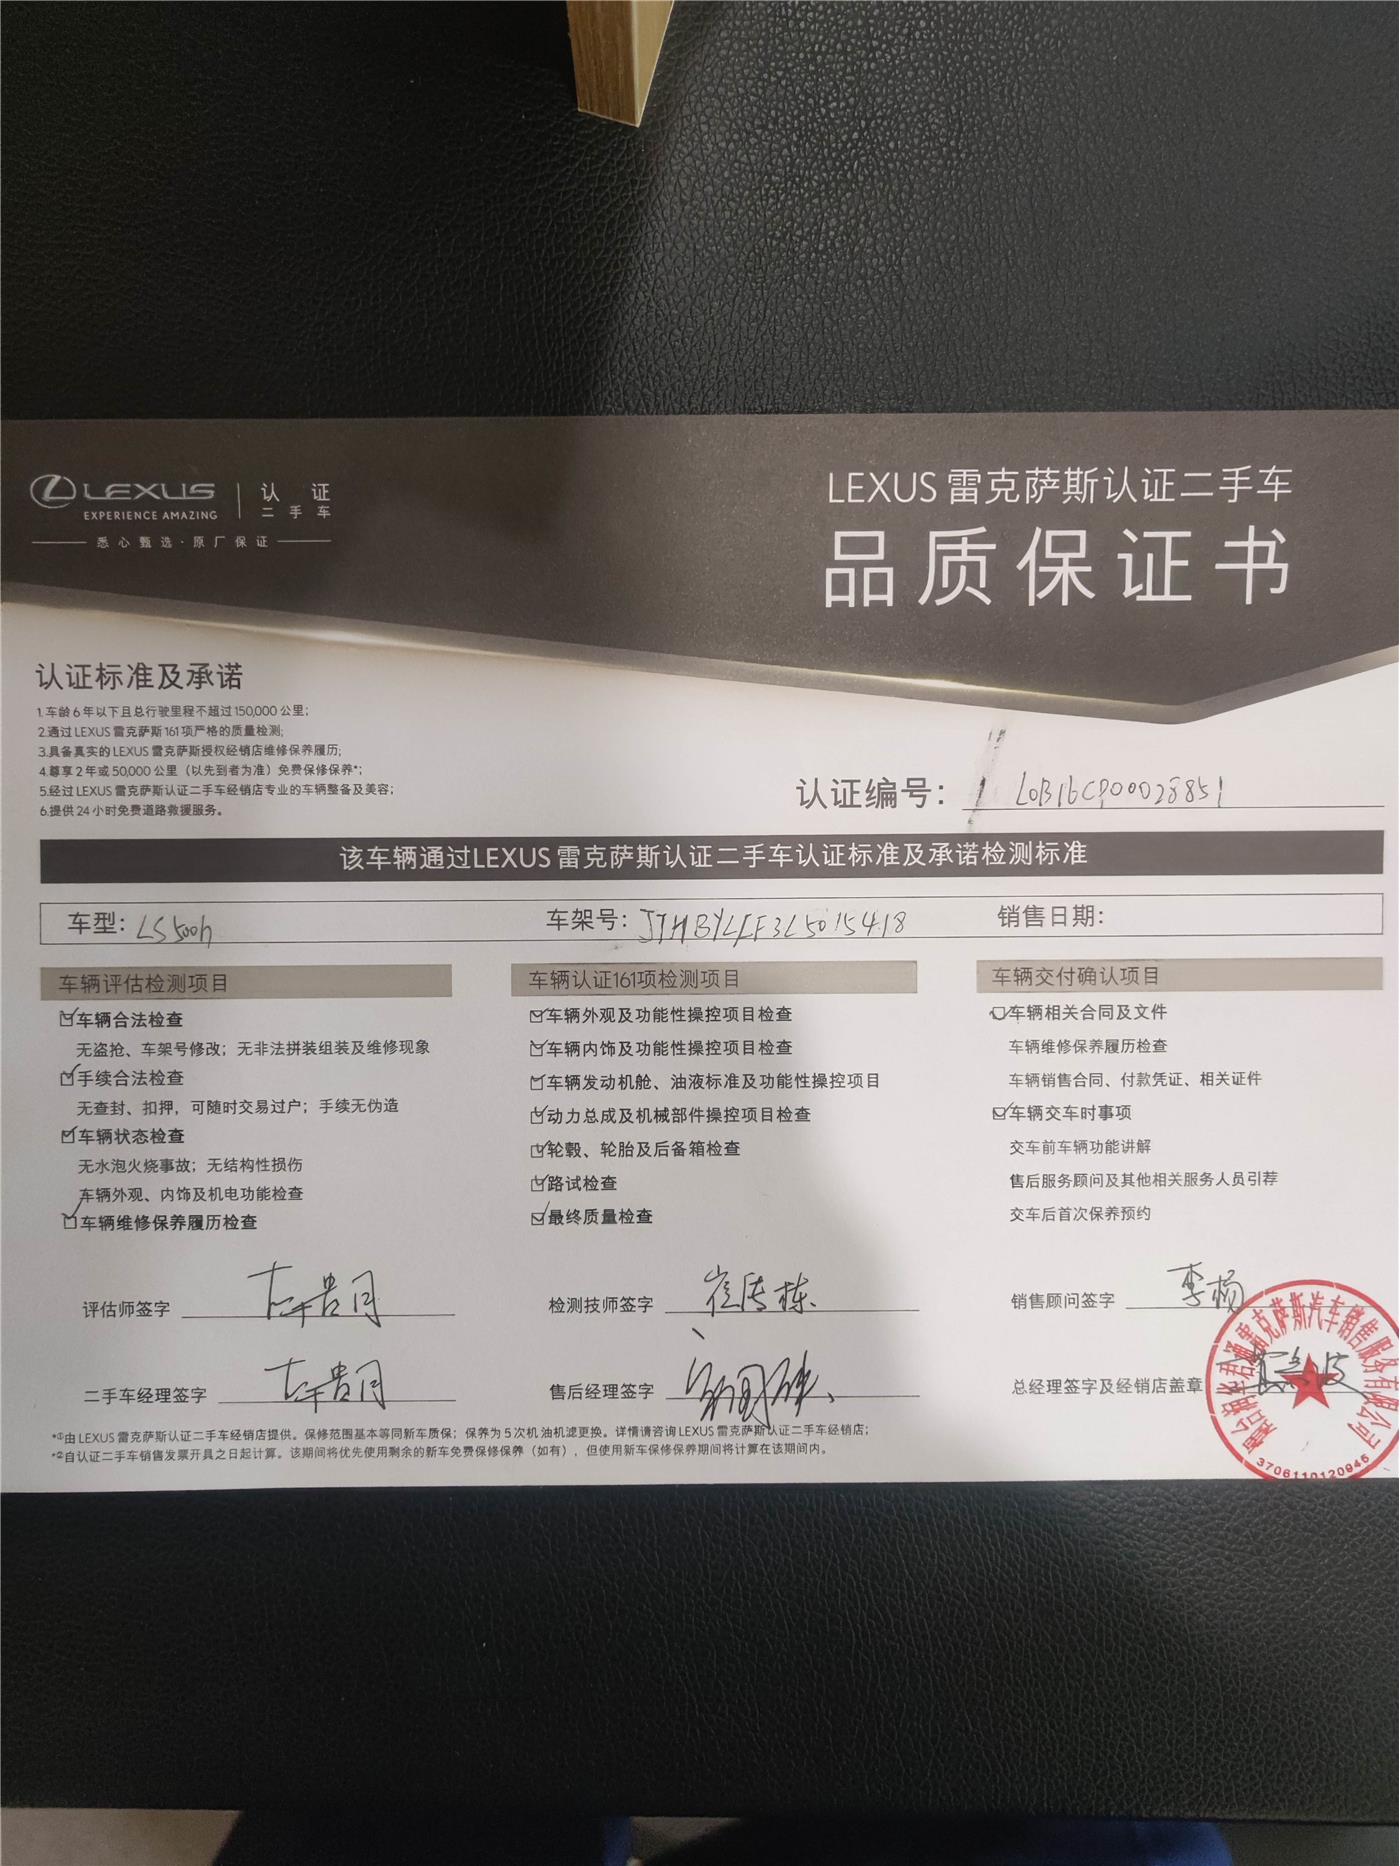 LEXUS 认 证
EXPERIENCE AMAZING 二 手 车
悉心甄选·原厂保证
LEXUS 雷克萨斯认证二手车
品质保证书
认证标准及承诺
1.车龄6年以下且总行驶里程不超过150,000公里；
2.通过LEXUS雷克萨斯161项严格的质量检测；
3.具备真实的LEXUS雷克萨斯授权经销店维修保养履历；
4.尊享2年或50,000公里（以先到者为准）免费保修保养*；
5.经过LEXUS雷克萨斯认证二手车经销店专业的车辆整备及美容；
6.提供24小时免费道路救援服务。
认证编号： L0B16CP00028851
该车辆通过LEXUS雷克萨斯认证二手车认证标准及承诺检测标准
车型：LS500h 车架号：JTHBYLFF3L5015418 销售日期：
车辆评估检测项目
车辆合法检查
无盗抢、车架号修改；无非法拼装组装及维修现象
手续合法检查
无查封、扣押，可随时交易过户；手续无伪造
车辆状态检查
无水泡火烧事故；无结构性损伤
车辆外观、内饰及机电功能检查
车辆维修保养履历检查
车辆认证161项检测项目
车辆外观及功能性操控项目检查
车辆内饰及功能性操控项目检查
车辆发动机舱、油液标准及功能性操控项目
动力总成及机械部件操控项目检查
轮毂、轮胎及后备箱检查
路试检查
最终质量检查
车辆交付确认项目
车辆相关合同及文件
车辆维修保养履历检查
车辆销售合同、付款凭证、相关证件
车辆交车时事项
交车前车辆功能讲解
售后服务顾问及其他相关服务人员引荐
交车后首次保养预约
评估师签字
检测技师签字 崔传栋
销售顾问签字 李杨
二手车经理签字
售后经理签字
总经理签字及经销店盖章
雷克萨斯汽车销售服务有限公司
3706110120945
*①由LEXUS雷克萨斯认证二手车经销店提供。保修范围基本等同新车质保；保养为5次机油机滤更换。详情请咨询LEXUS雷克萨斯认证二手车经销店；
*②自认证二手车销售发票开具之日起计算。该期间将优先使用剩余的新车免费保修保养（如有），但使用新车保修保养期间将计算在该期间内。